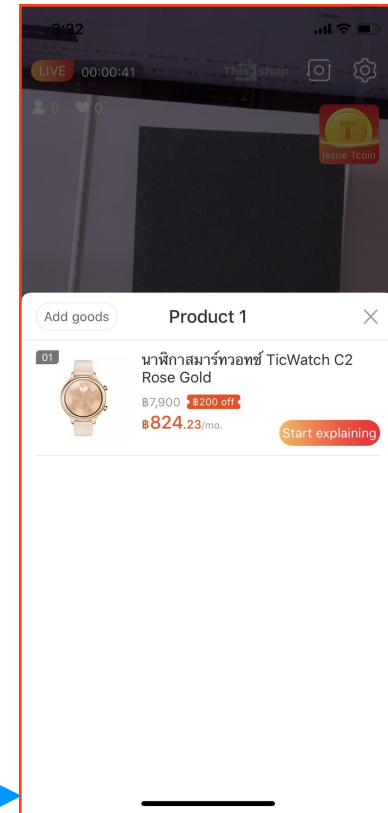 3:22
LIVE 00:00:41
This shop
9 0
T
Issue Tcoin
Add goods
Product 1
01
นาฬิกาสมาร์ทวอทช์ TicWatch C2
Rose Gold
฿7,900 ฿200 off
฿824.23/mo.
Start explaining